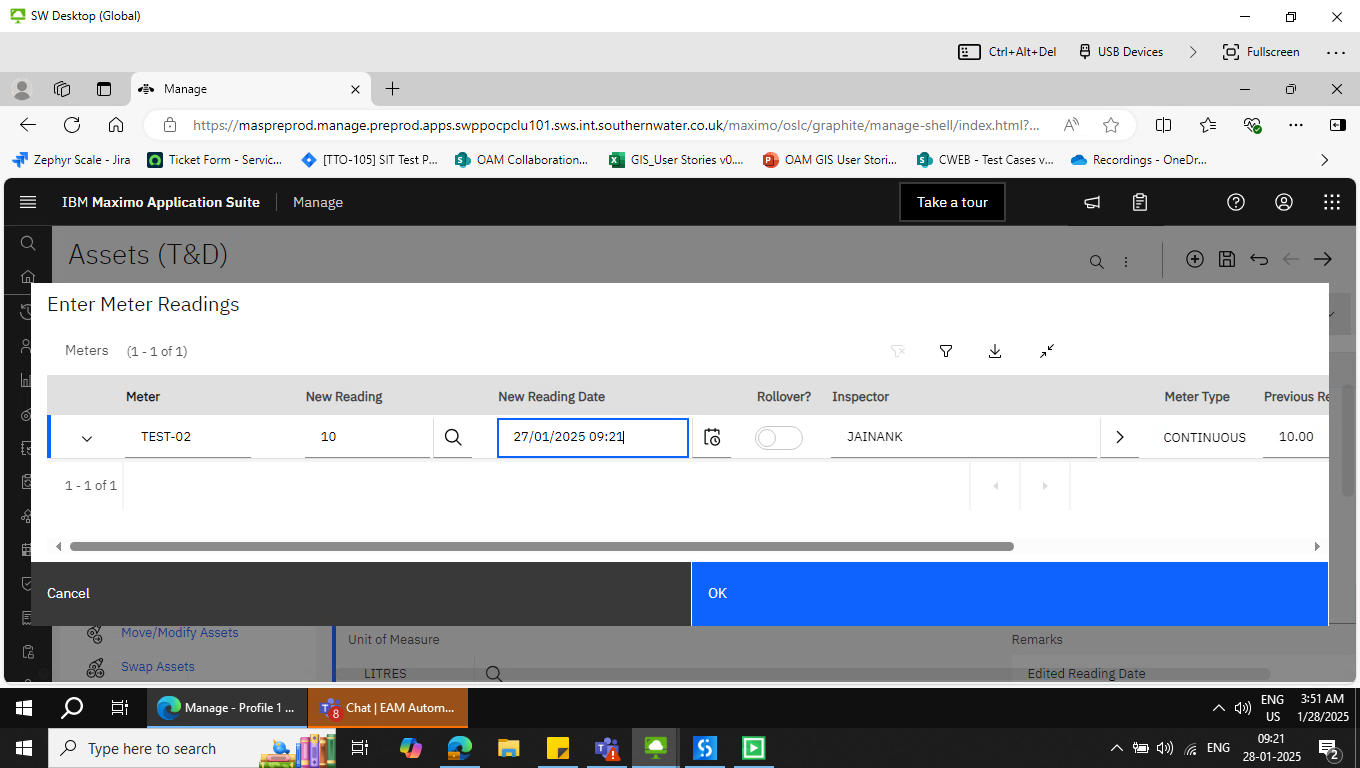 SW Desktop (Global)
Ctrl+Alt+Del
USB Devices
Fullscreen
Manage
https://maspreprod.manage.preprod.apps.swppocpclu101.sws.int.southernwater.co.uk/maximo/oslc/graphite/manage-shell/index.html?...
Zephyr Scale - Jira
Ticket Form - Servic...
[TTO-105] SIT Test P...
OAM Collaboration...
GIS_User Stories v0....
OAM GIS User Stori...
CWEB - Test Cases v...
Recordings - OneDr...
IBM Maximo Application Suite
Manage
Take a tour
Assets (T&D)
Enter Meter Readings
Meters (1 - 1 of 1)
Meter New Reading New Reading Date Rollover? Inspector Meter Type Previous Re
TEST-02 10 27/01/2025 09:21 JAINANK CONTINUOUS 10.00
1 - 1 of 1
Cancel
OK
Move/Modify Assets
Unit of Measure
Remarks
Swap Assets
LITRES
Edited Reading Date
Manage - Profile 1 ...
8
Chat | EAM Autom...
ENG
US
3:51 AM
1/28/2025
Type here to search
ENG
09:21
28-01-2025
2